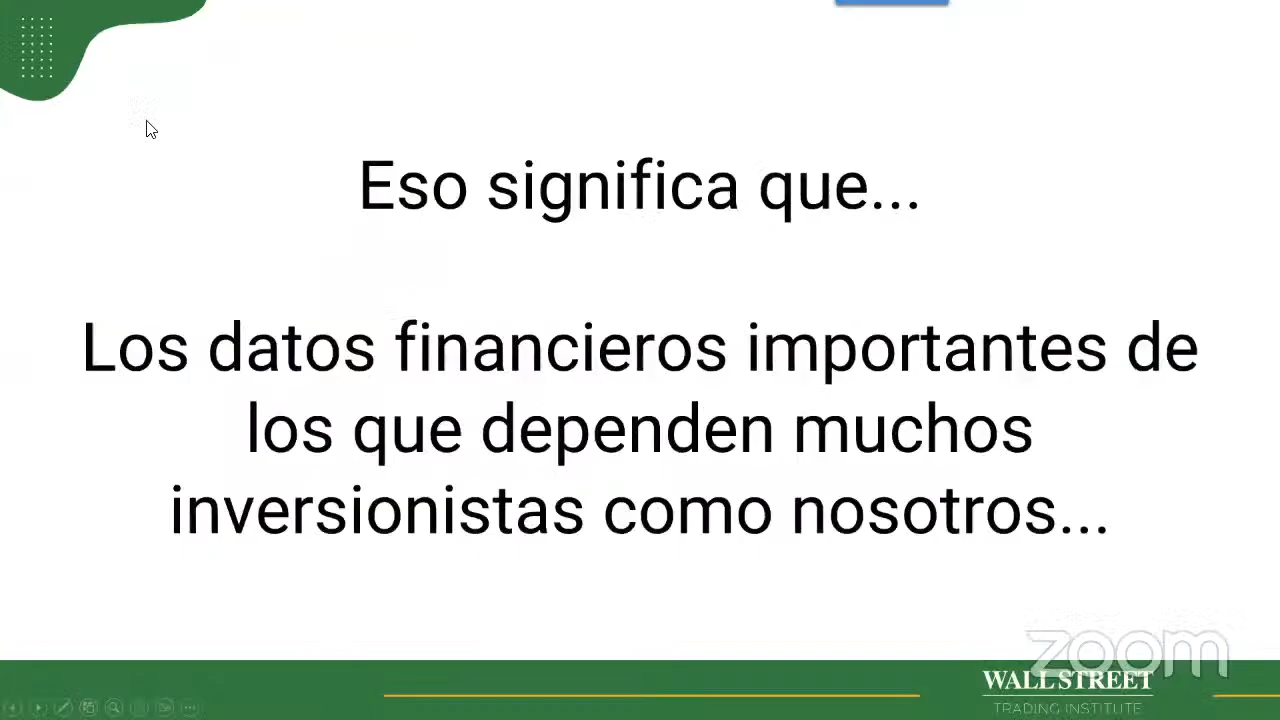 Eso significa que...
Los datos financieros importantes de
los que dependen muchos
inversionistas como nosotros...
zoom
WALL STREET
TRADING INSTITUTE